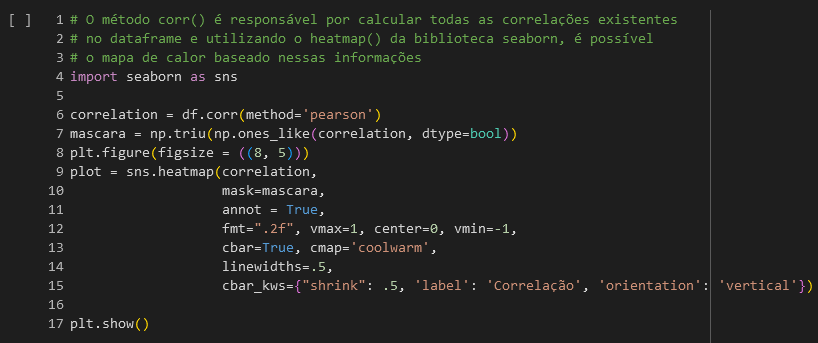 [ ] 1 # O método corr() é responsável por calcular todas as correlações existentes
2 # no dataframe e utilizando o heatmap() da biblioteca seaborn, é possível
3 # o mapa de calor baseado nessas informações
4 import seaborn as sns
5
6 correlation = df.corr(method='pearson')
7 mascara = np.triu(np.ones_like(correlation, dtype=bool))
8 plt.figure(figsize = ((8, 5)))
9 plot = sns.heatmap(correlation,
10                    mask=mascara,
11                    annot = True,
12                    fmt=".2f", vmax=1, center=0, vmin=-1,
13                    cbar=True, cmap='coolwarm',
14                    linewidths=.5,
15                    cbar_kws={"shrink": .5, 'label': 'Correlação', 'orientation': 'vertical'})
16
17 plt.show()